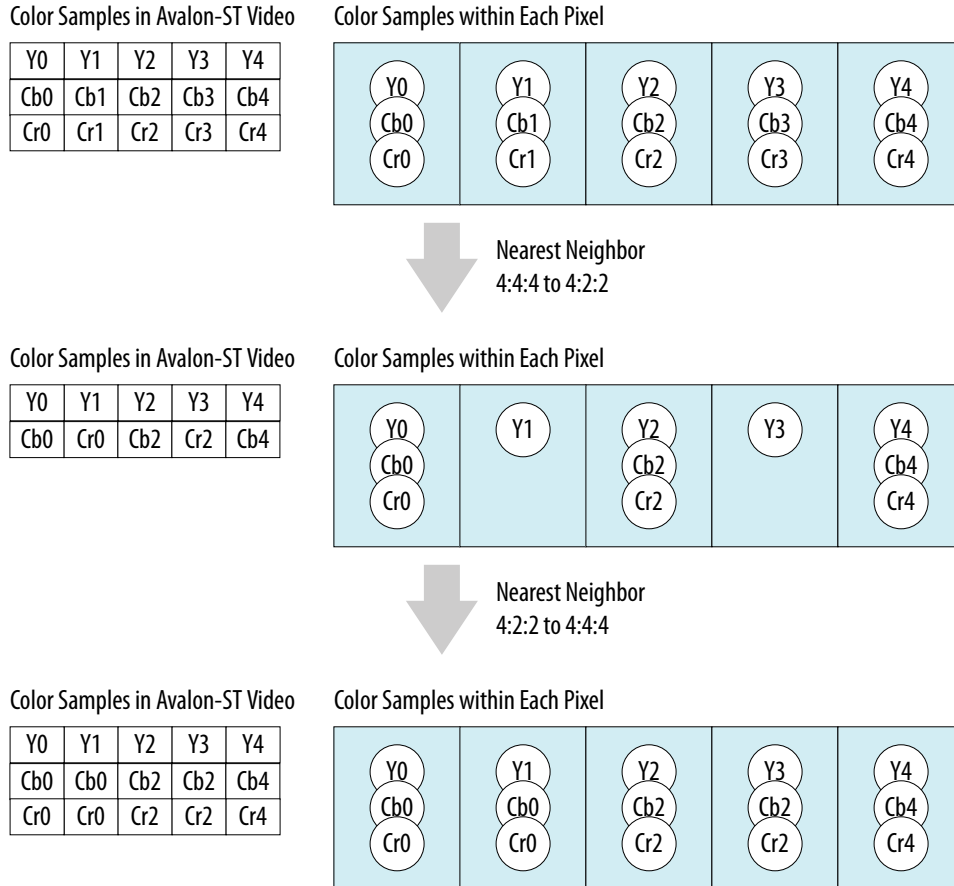 Color Samples in Avalon-ST Video
Y0 Y1 Y2 Y3 Y4
Cb0 Cb1 Cb2 Cb3 Cb4
Cr0 Cr1 Cr2 Cr3 Cr4
Color Samples within Each Pixel
Y0 Y1 Y2 Y3 Y4
Cb0 Cb1 Cb2 Cb3 Cb4
Cr0 Cr1 Cr2 Cr3 Cr4
Nearest Neighbor
4:4:4 to 4:2:2
Color Samples in Avalon-ST Video
Y0 Y1 Y2 Y3 Y4
Cb0 Cr0 Cb2 Cr2 Cb4
Color Samples within Each Pixel
Y0 Y1 Y2 Y3 Y4
Cb0 Cb2 Cb4
Cr0 Cr2 Cr4
Nearest Neighbor
4:2:2 to 4:4:4
Color Samples in Avalon-ST Video
Y0 Y1 Y2 Y3 Y4
Cb0 Cb0 Cb2 Cb2 Cb4
Cr0 Cr0 Cr2 Cr2 Cr4
Color Samples within Each Pixel
Y0 Y1 Y2 Y3 Y4
Cb0 Cb0 Cb2 Cb2 Cb4
Cr0 Cr0 Cr2 Cr2 Cr4